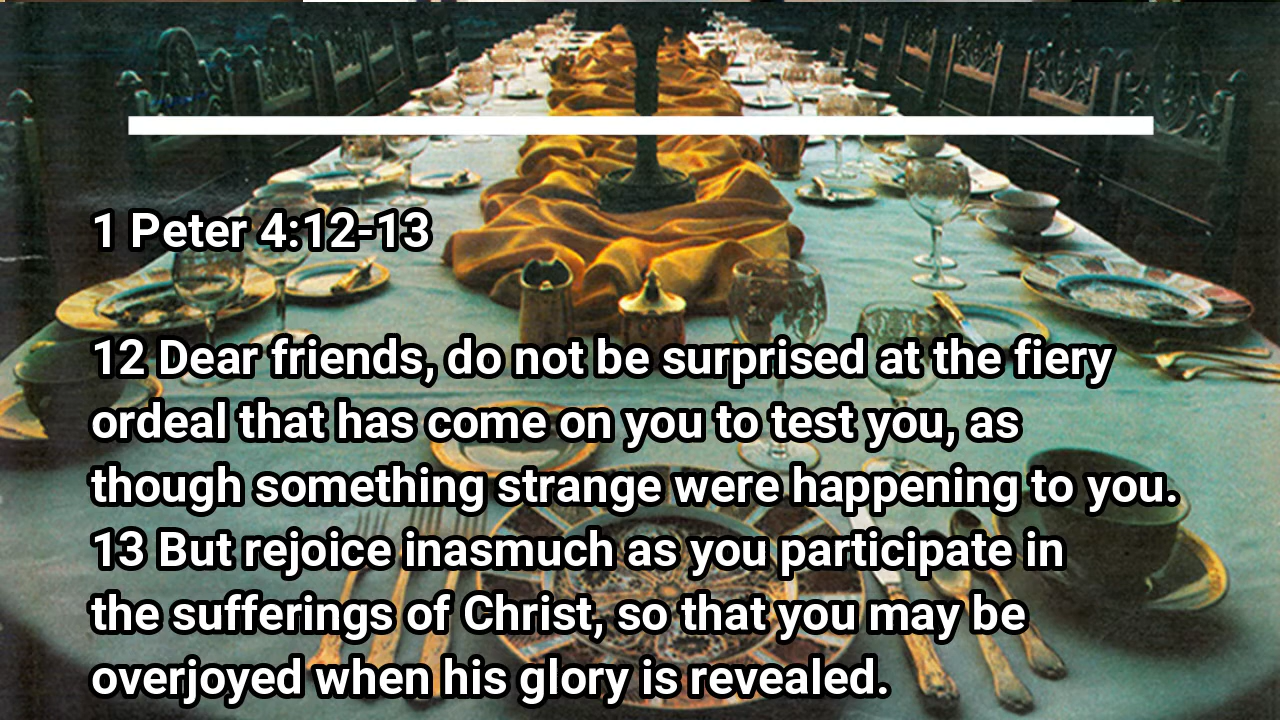 1 Peter 4:12-13
12 Dear friends, do not be surprised at the fiery
ordeal that has come on you to test you, as
though something strange were happening to you.
13 But rejoice inasmuch as you participate in
the sufferings of Christ, so that you may be
overjoyed when his glory is revealed.